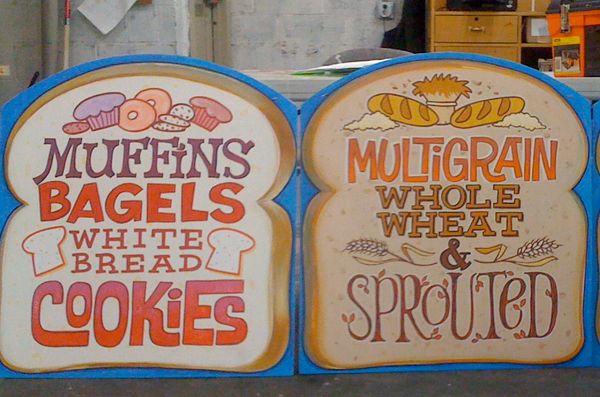 MUFFiNS
BAGELS
WHITE
BREAD
COOKiES
MULTiGRAIN
WHOLE
WHEAT
&
SPROUTeD